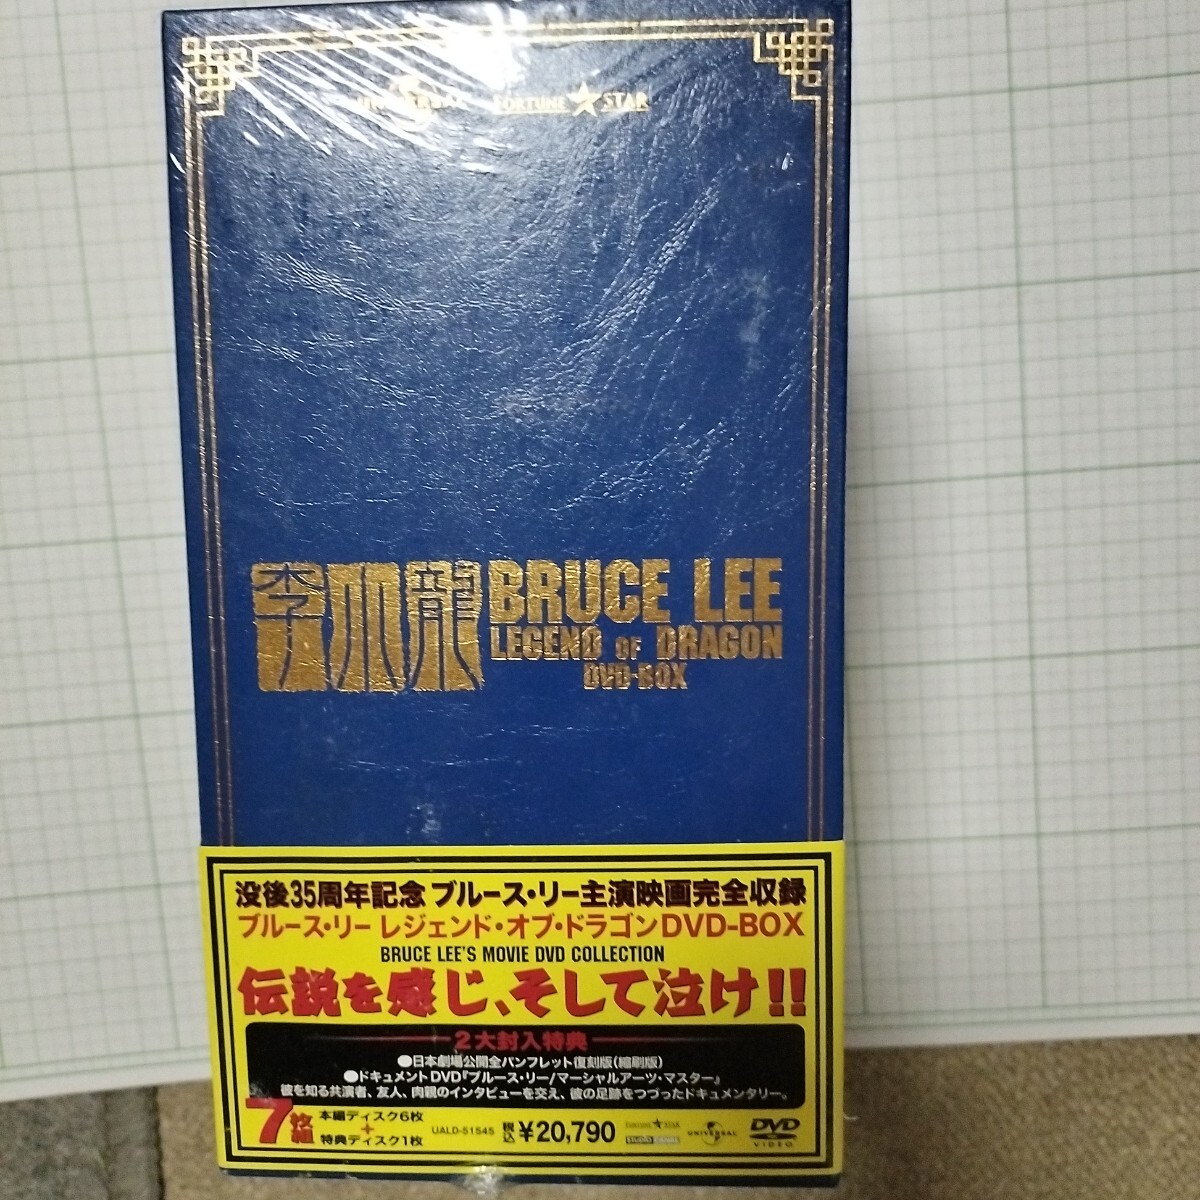 UNIVERSAL FORTUNE STAR
李小龍
BRUCE LEE
LEGEND OF DRAGON
DVD-BOX
没後35周年記念 ブルース・リー主演映画完全収録
ブルース・リー レジェンド・オブ・ドラゴンDVD-BOX
BRUCE LEE'S MOVIE DVD COLLECTION
伝説を感じ、そして泣け!!
2大封入特典
●日本劇場公開全パンフレット復刻版(縮刷版)
●ドキュメントDVD『ブルース・リー/マーシャルアーツ・マスター』
彼を知る共演者、友人、肉親のインタビューを交え、彼の足跡をつづったドキュメンタリー。
7枚組 本編ディスク6枚
+
特典ディスク1枚
UALD-51545 税込 ¥20,790
FORTUNE STAR
STUDIO CANAL
UNIVERSAL
DVD
VIDEO